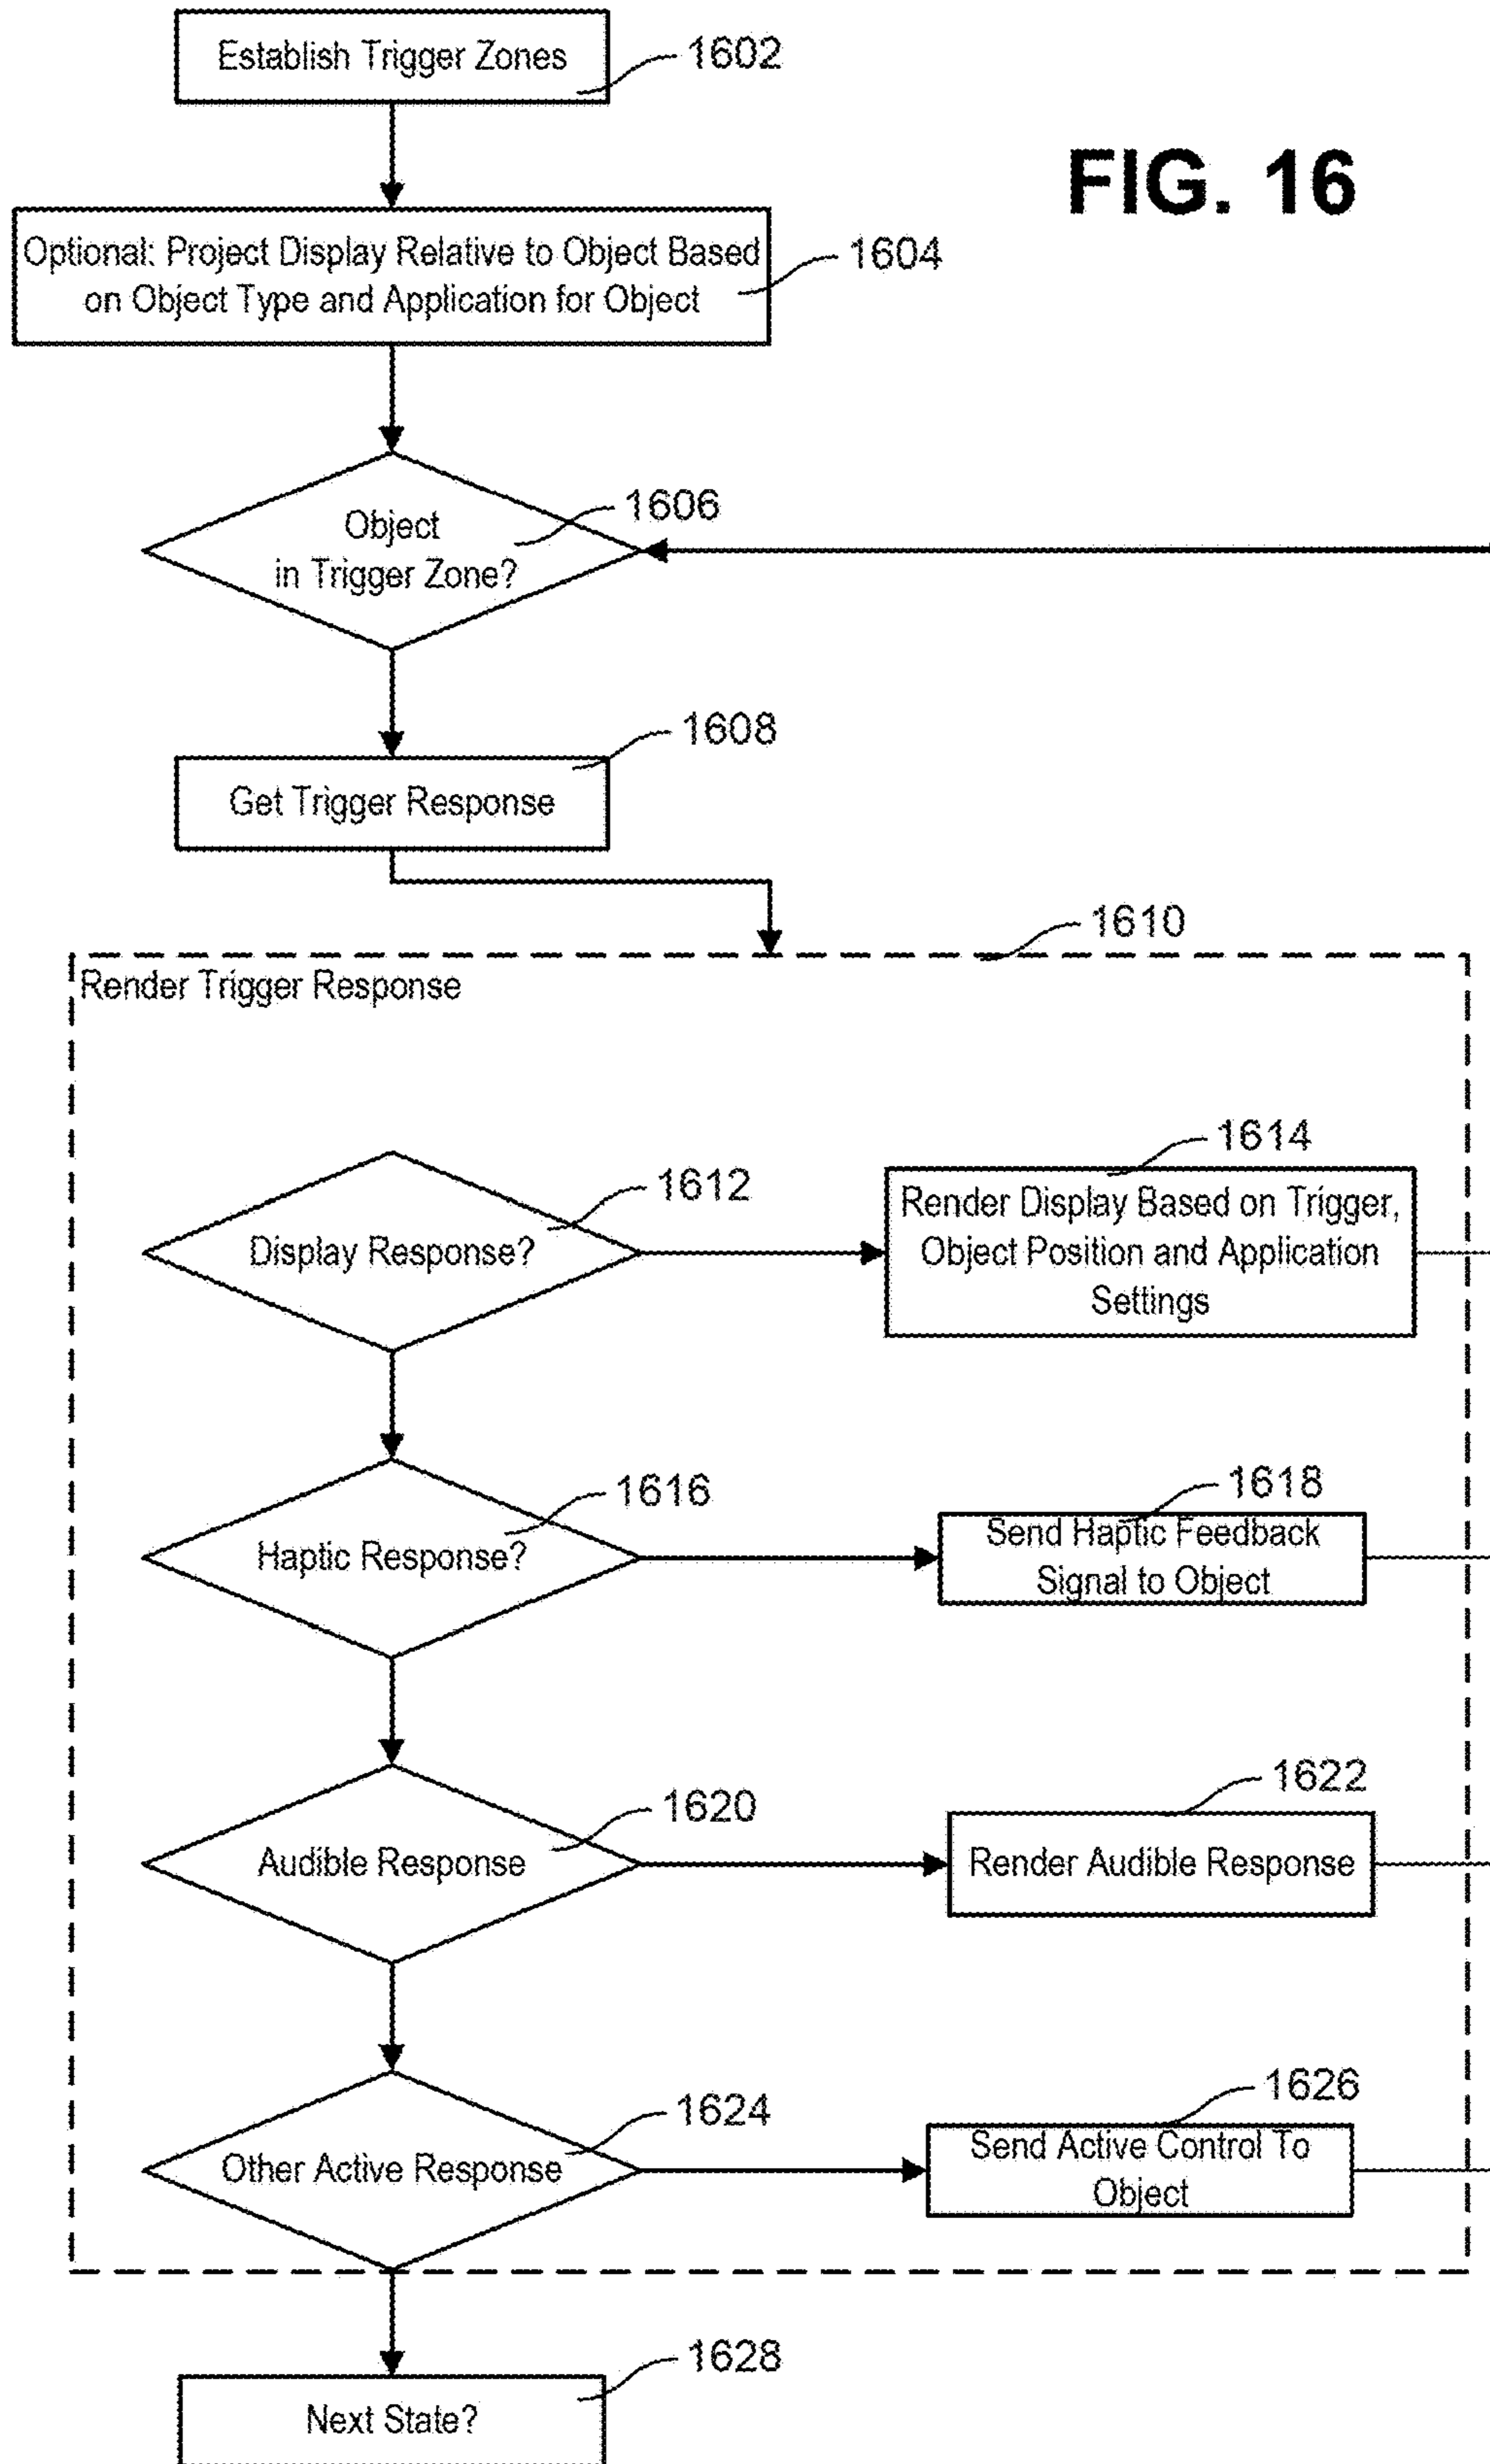 Establish Trigger Zones
1602
FIG. 16
Optional: Project Display Relative to Object Based
on Object Type and Application for Object
1604
Object
in Trigger Zone?
1606
Get Trigger Response
1608
1610
Render Trigger Response
Display Response?
1612
1614
Render Display Based on Trigger,
Object Position and Application
Settings
Haptic Response?
1616
1618
Send Haptic Feedback
Signal to Object
Audible Response
1620
1622
Render Audible Response
Other Active Response
1624
1626
Send Active Control To
Object
Next State?
1628